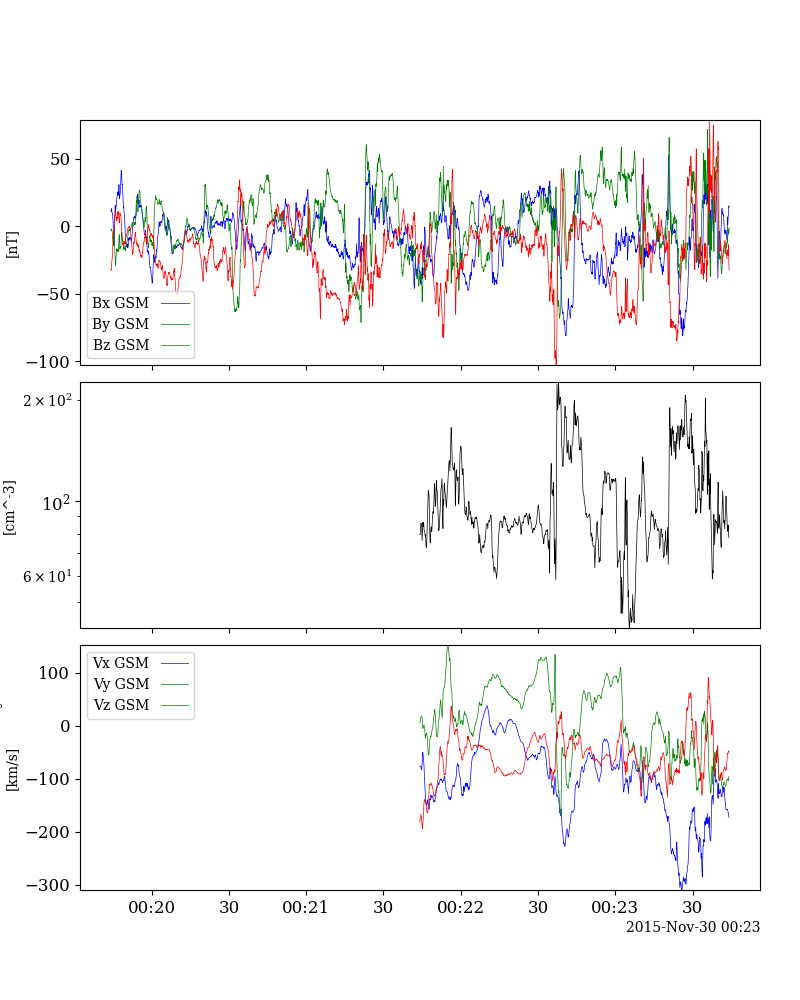 50
0
−50
−100
[nT]
Bx GSM
By GSM
Bz GSM
2 × 10²
10²
6 × 10¹
[cm^-3]
100
0
−100
−200
−300
[km/s]
Vx GSM
Vy GSM
Vz GSM
00:20 30 00:21 30 00:22 30 00:23 30
2015-Nov-30 00:23